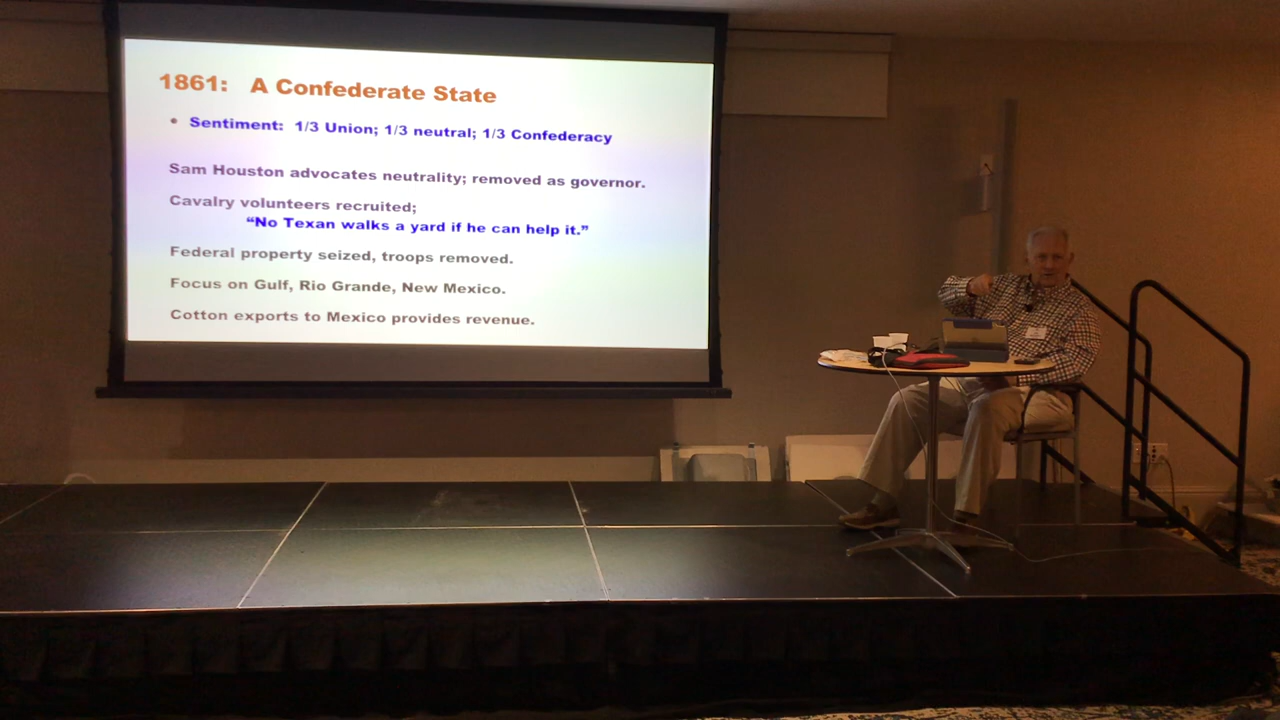 1861: A Confederate State
• Sentiment: 1/3 Union; 1/3 neutral; 1/3 Confederacy
Sam Houston advocates neutrality; removed as governor.
Cavalry volunteers recruited;
“No Texan walks a yard if he can help it.”
Federal property seized, troops removed.
Focus on Gulf, Rio Grande, New Mexico.
Cotton exports to Mexico provides revenue.